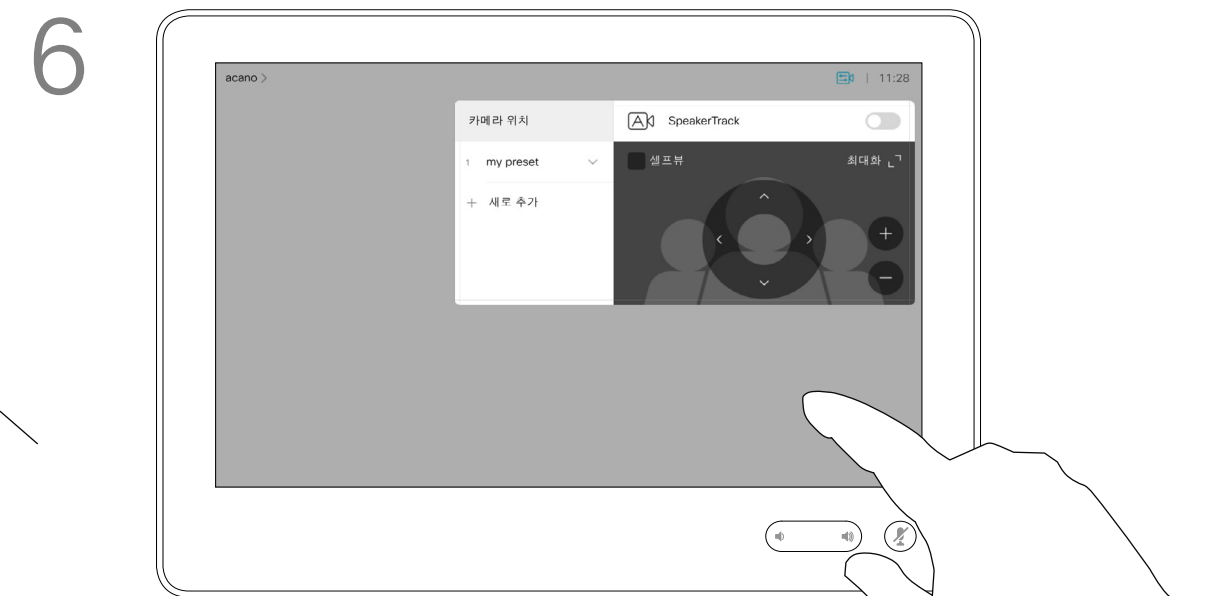 6
acano >
11:28
카메라 위치
SpeakerTrack
1 my preset
셀프뷰
최대화
+ 새로 추가